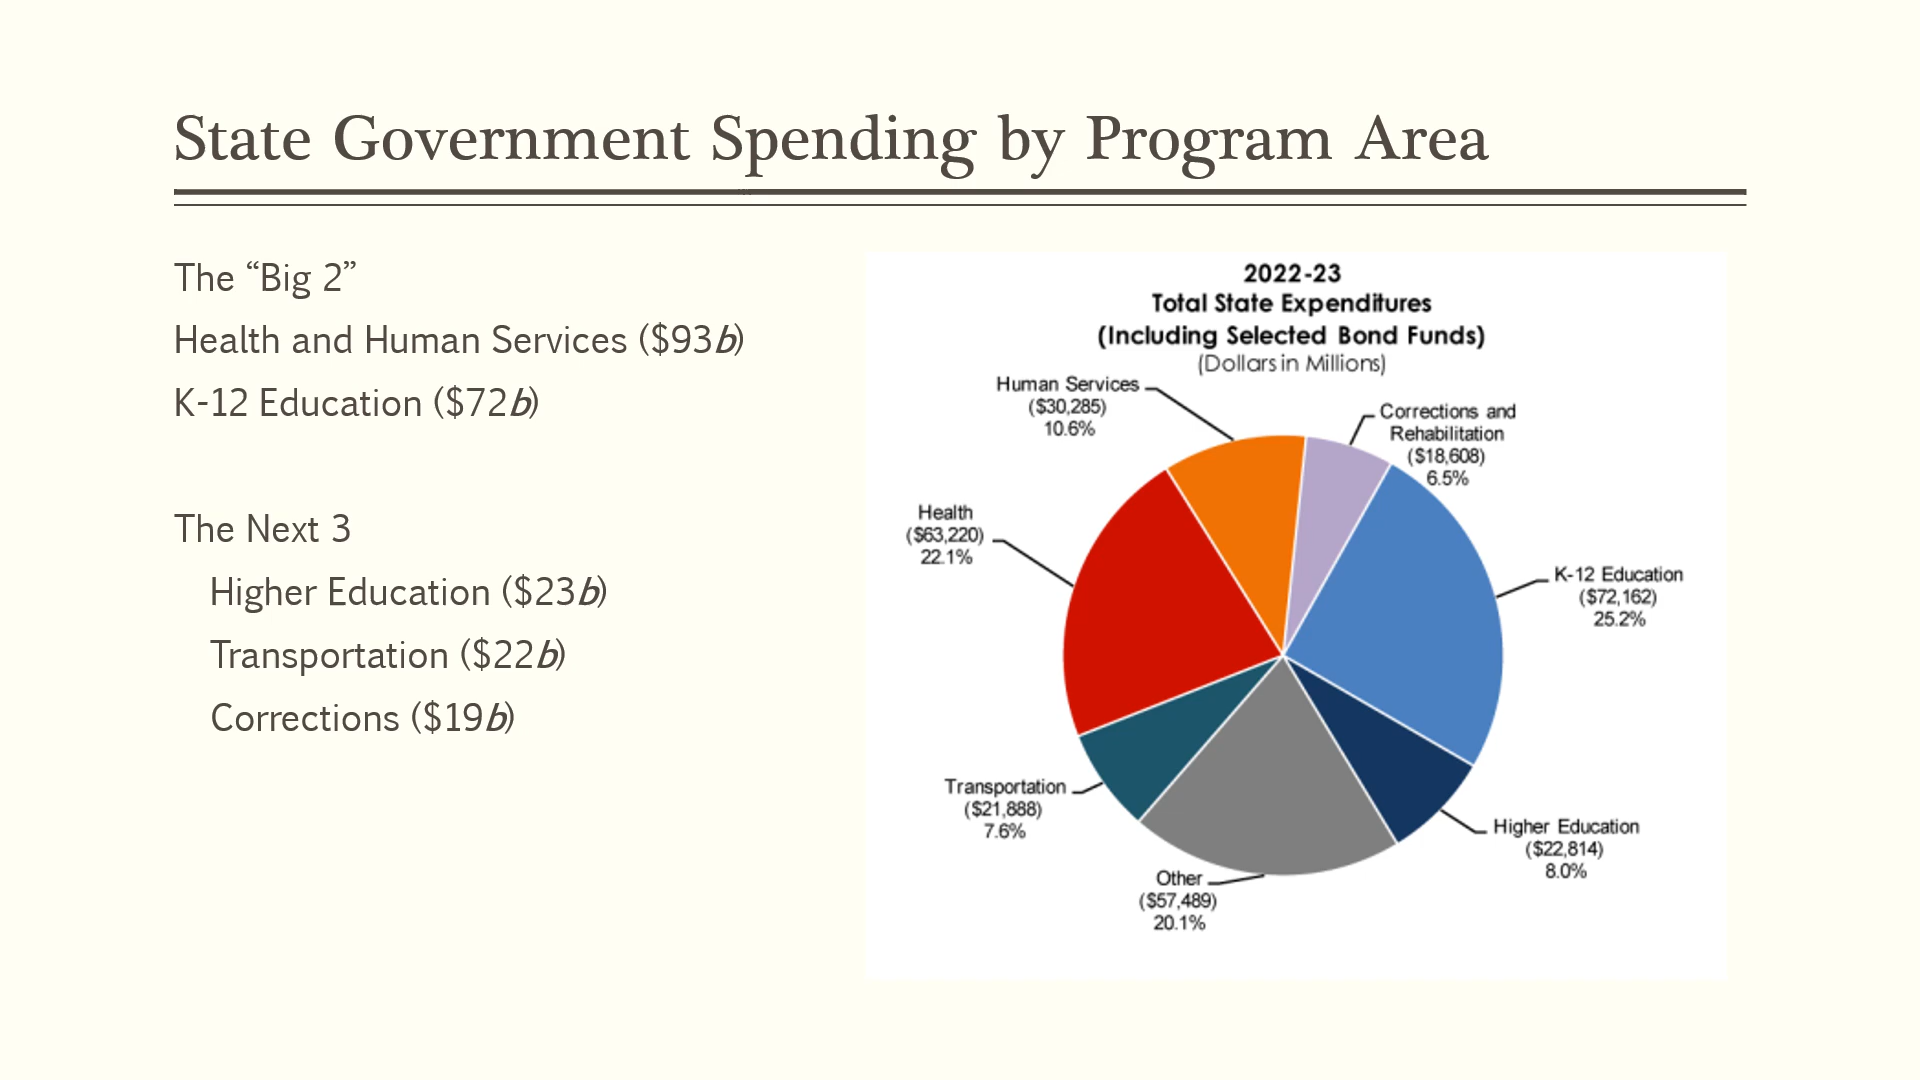 State Government Spending by Program Area
The “Big 2”
Health and Human Services ($93b)
K-12 Education ($72b)
The Next 3
Higher Education ($23b)
Transportation ($22b)
Corrections ($19b)
2022-23
Total State Expenditures
(Including Selected Bond Funds)
(Dollars in Millions)
Human Services
($30,285)
10.6%
Corrections and
Rehabilitation
($18,608)
6.5%
Health
($63,220)
22.1%
K-12 Education
($72,162)
25.2%
Transportation
($21,888)
7.6%
Higher Education
($22,814)
8.0%
Other
($57,489)
20.1%